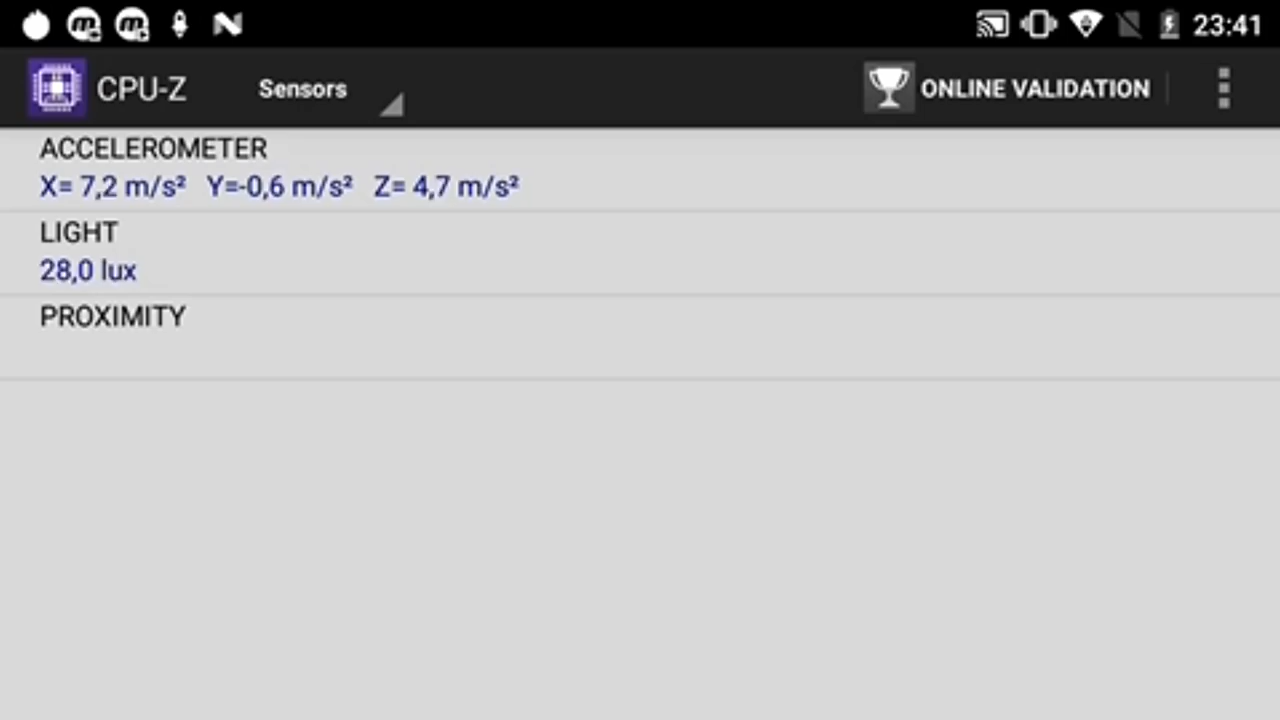 23:41
CPU-Z Sensors ONLINE VALIDATION
ACCELEROMETER
X= 7,2 m/s² Y=-0,6 m/s² Z= 4,7 m/s²
LIGHT
28,0 lux
PROXIMITY